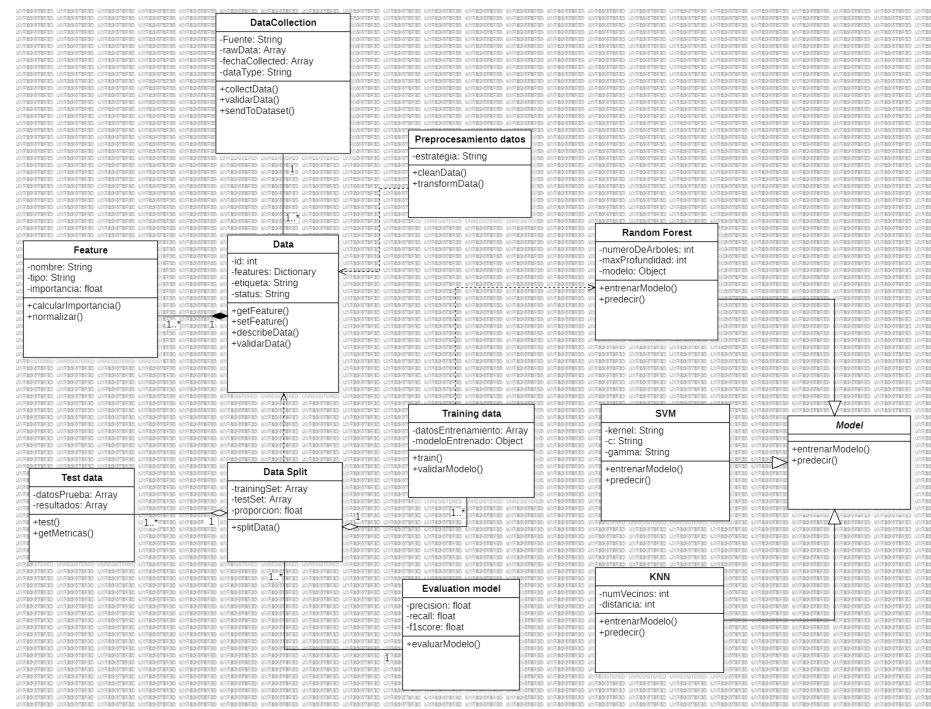 DataCollection
-Fuente: String
-rawData: Array
-fechaCollected: Array
-dataType: String
+collectData()
+validarData()
+sendToDataset()
1
1..*
Preprocesamiento datos
-estrategia: String
+cleanData()
+transformData()
Feature
-nombre: String
-tipo: String
-importancia: float
+calcularImportancia()
+normalizar()
1..*
1
Data
-id: int
-features: Dictionary
-etiqueta: String
-status: String
+getFeature()
+setFeature()
+describeData()
+validarData()
Random Forest
-numeroDeArboles: int
-maxProfundidad: int
-modelo: Object
+entrenarModelo()
+predecir()
Training data
-datosEntrenamiento: Array
-modeloEntrenado: Object
+train()
+validarModelo()
1..*
SVM
-kernel: String
-c: String
-gamma: String
+entrenarModelo()
+predecir()
Model
+entrenarModelo()
+predecir()
Test data
-datosPrueba: Array
-resultados: Array
+test()
+getMetricas()
1..*
1
Data Split
-trainingSet: Array
-testSet: Array
-proporcion: float
+splitData()
1
1..*
Evaluation model
-precision: float
-recall: float
-f1score: float
+evaluarModelo()
1
KNN
-numVecinos: int
-distancia: int
+entrenarModelo()
+predecir()